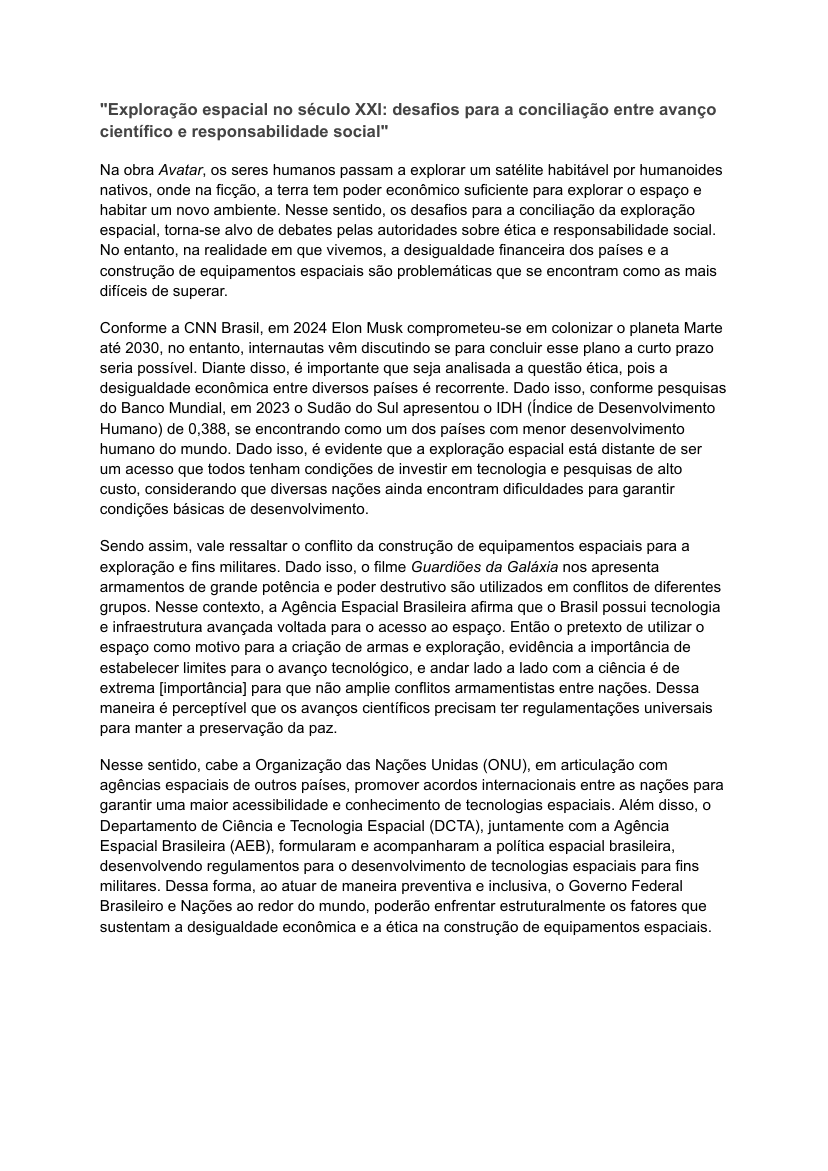 "Exploração espacial no século XXI: desafios para a conciliação entre avanço
científico e responsabilidade social"
Na obra Avatar, os seres humanos passam a explorar um satélite habitável por humanoides
nativos, onde na ficção, a terra tem poder econômico suficiente para explorar o espaço e
habitar um novo ambiente. Nesse sentido, os desafios para a conciliação da exploração
espacial, torna-se alvo de debates pelas autoridades sobre ética e responsabilidade social.
No entanto, na realidade em que vivemos, a desigualdade financeira dos países e a
construção de equipamentos espaciais são problemáticas que se encontram como as mais
difíceis de superar.
Conforme a CNN Brasil, em 2024 Elon Musk comprometeu-se em colonizar o planeta Marte
até 2030, no entanto, internautas vêm discutindo se para concluir esse plano a curto prazo
seria possível. Diante disso, é importante que seja analisada a questão ética, pois a
desigualdade econômica entre diversos países é recorrente. Dado isso, conforme pesquisas
do Banco Mundial, em 2023 o Sudão do Sul apresentou o IDH (Índice de Desenvolvimento
Humano) de 0,388, se encontrando como um dos países com menor desenvolvimento
humano do mundo. Dado isso, é evidente que a exploração espacial está distante de ser
um acesso que todos tenham condições de investir em tecnologia e pesquisas de alto
custo, considerando que diversas nações ainda encontram dificuldades para garantir
condições básicas de desenvolvimento.
Sendo assim, vale ressaltar o conflito da construção de equipamentos espaciais para a
exploração e fins militares. Dado isso, o filme Guardiões da Galáxia nos apresenta
armamentos de grande potência e poder destrutivo são utilizados em conflitos de diferentes
grupos. Nesse contexto, a Agência Espacial Brasileira afirma que o Brasil possui tecnologia
e infraestrutura avançada voltada para o acesso ao espaço. Então o pretexto de utilizar o
espaço como motivo para a criação de armas e exploração, evidência a importância de
estabelecer limites para o avanço tecnológico, e andar lado a lado com a ciência é de
extrema [importância] para que não amplie conflitos armamentistas entre nações. Dessa
maneira é perceptível que os avanços científicos precisam ter regulamentações universais
para manter a preservação da paz.
Nesse sentido, cabe a Organização das Nações Unidas (ONU), em articulação com
agências espaciais de outros países, promover acordos internacionais entre as nações para
garantir uma maior acessibilidade e conhecimento de tecnologias espaciais. Além disso, o
Departamento de Ciência e Tecnologia Espacial (DCTA), juntamente com a Agência
Espacial Brasileira (AEB), formularam e acompanharam a política espacial brasileira,
desenvolvendo regulamentos para o desenvolvimento de tecnologias espaciais para fins
militares. Dessa forma, ao atuar de maneira preventiva e inclusiva, o Governo Federal
Brasileiro e Nações ao redor do mundo, poderão enfrentar estruturalmente os fatores que
sustentam a desigualdade econômica e a ética na construção de equipamentos espaciais.